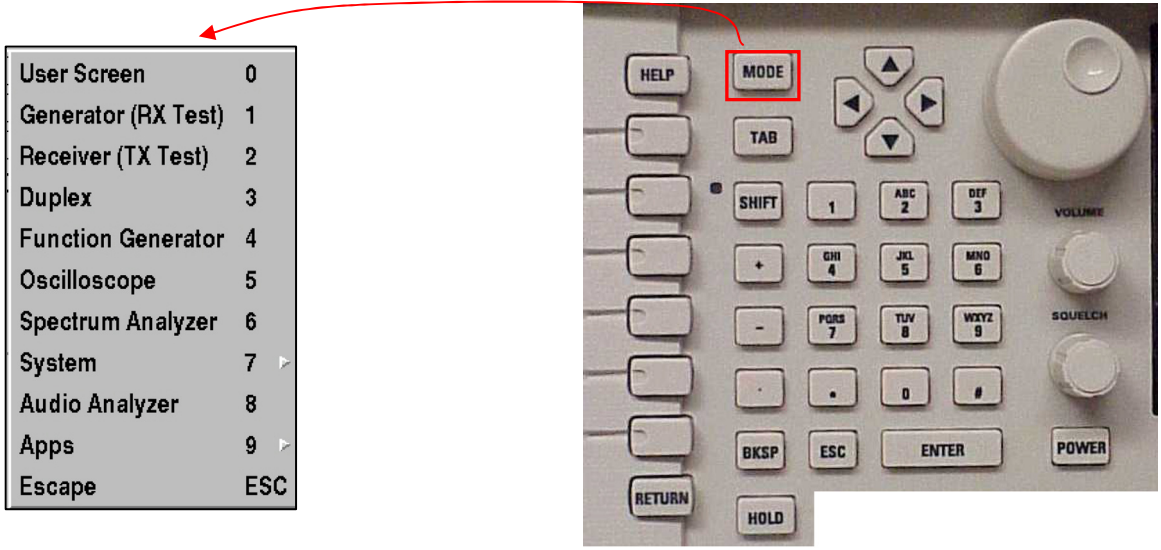 User Screen 0
Generator (RX Test) 1
Receiver (TX Test) 2
Duplex 3
Function Generator 4
Oscilloscope 5
Spectrum Analyzer 6
System 7
Audio Analyzer 8
Apps 9
Escape ESC
HELP
MODE
TAB
SHIFT
1
ABC
2
DEF
3
VOLUME
+
GHI
4
JKL
5
MNO
6
-
PQRS
7
TUV
8
WXYZ
9
SQUELCH
.
•
0
#
BKSP
ESC
ENTER
POWER
RETURN
HOLD